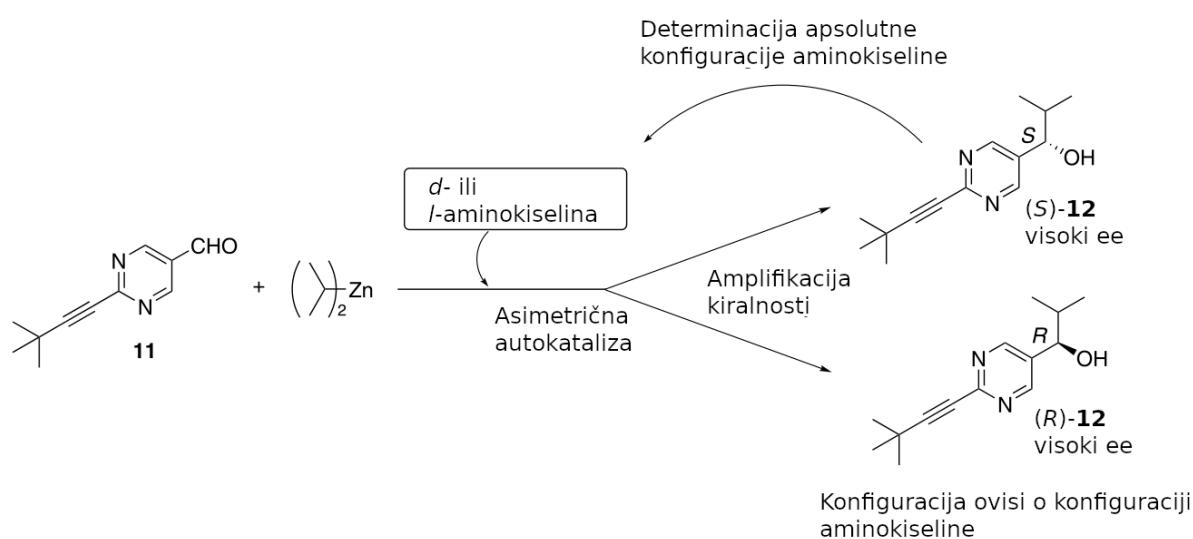 Determinacija apsolutne
konfiguracije aminokiseline
S
N
OH
N
(S)-12
visoki ee
d- ili
l-aminokiselina
CHO
N
N
11
+
( )2 Zn
Asimetrična
autokataliza
Amplifikacija
kiralnosti
R
N
OH
N
(R)-12
visoki ee
Konfiguracija ovisi o konfiguraciji
aminokiseline